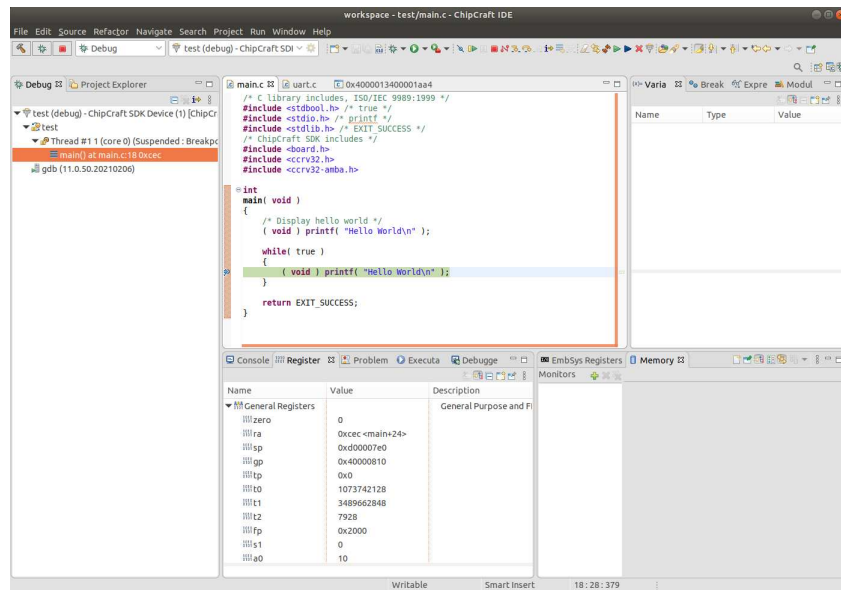 workspace - test/main.c - ChipCraft IDE
File Edit Source Refactor Navigate Search Project Run Window Help
Debug
test (debug) - ChipCraft SDI
Debug
Project Explorer
test (debug) - ChipCraft SDK Device (1) [ChipCr
test
Thread #1 1 (core 0) (Suspended : Breakpo
main() at main.c:18 0xcec
gdb (11.0.50.20210206)
main.c
uart.c
0x4000013400001aa4
/* C library includes, ISO/IEC 9989:1999 */
#include <stdbool.h> /* true */
#include <stdio.h> /* printf */
#include <stdlib.h> /* EXIT_SUCCESS */
/* ChipCraft SDK includes */
#include <board.h>
#include <ccrv32.h>
#include <ccrv32-amba.h>
int
main( void )
{
/* Display hello world */
( void ) printf( "Hello World\n" );
while( true )
{
( void ) printf( "Hello World\n" );
}
return EXIT_SUCCESS;
}
Varia
Break
Expre
Modul
Name Type Value
Console
Register
Problem
Executa
Debugge
Name Value Description
General Registers General Purpose and F
zero 0
ra 0xcec <main+24>
sp 0xd00007e0
gp 0x40000810
tp 0x0
t0 1073742128
t1 3489662848
t2 7928
fp 0x2000
s1 0
a0 10
EmbSys Registers
Memory
Monitors
Writable Smart Insert 18 : 28 : 379